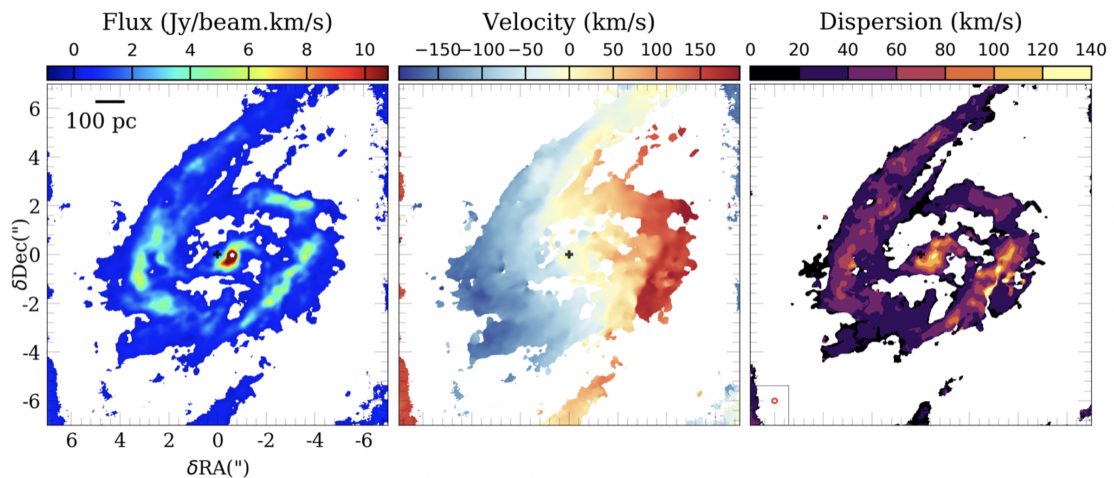 Flux (Jy/beam.km/s)
0 2 4 6 8 10
Velocity (km/s)
−150−100 −50 0 50 100 150
Dispersion (km/s)
0 20 40 60 80 100 120 140
100 pc
6
4
2
0
-2
-4
-6
δDec(")
6 4 2 0 -2 -4 -6
δRA(")